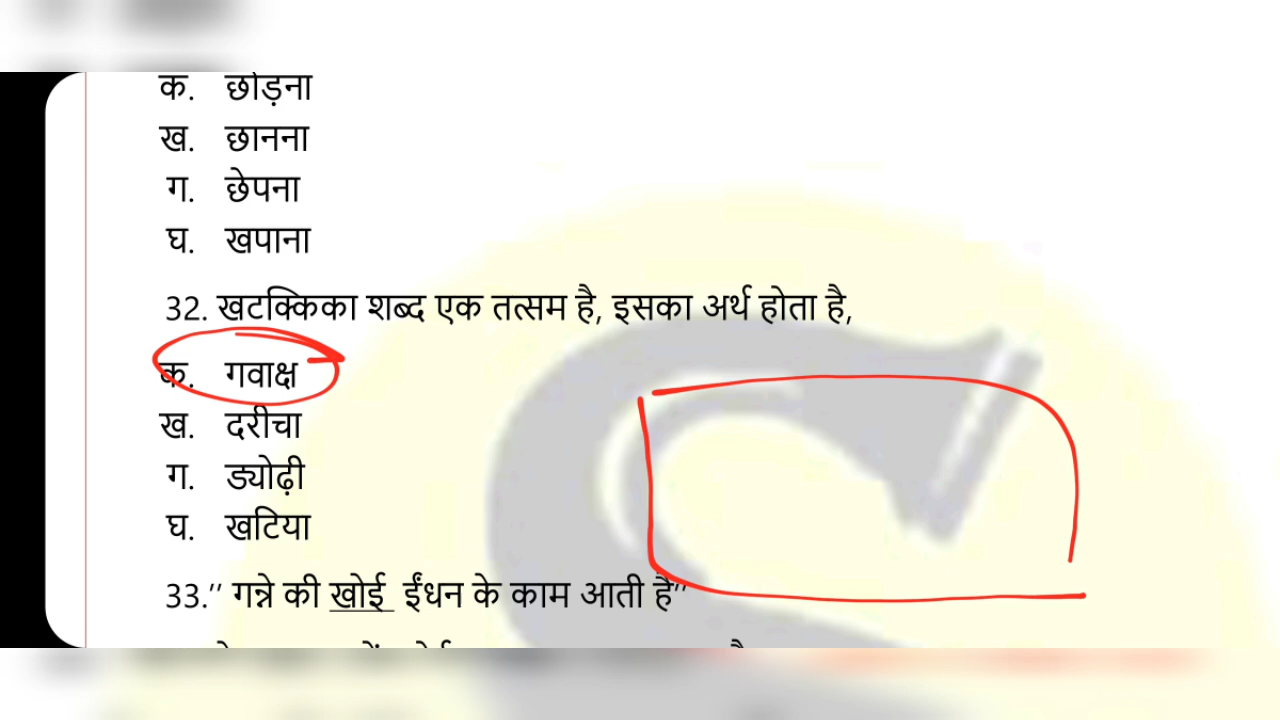 क. छोड़ना
ख. छानना
ग. छेपना
घ. खपाना
32. खटक्किका शब्द एक तत्सम है, इसका अर्थ होता है,
क. गवाक्ष
ख. दरीचा
ग. ड्योढ़ी
घ. खटिया
33.’’ गन्ने की खोई ईंधन के काम आती है’’